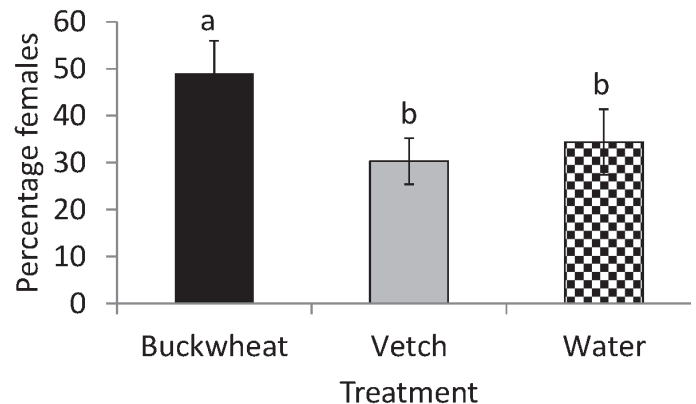 Percentage females
60
50
40
30
20
10
0
a
b
b
Buckwheat Vetch Water
Treatment